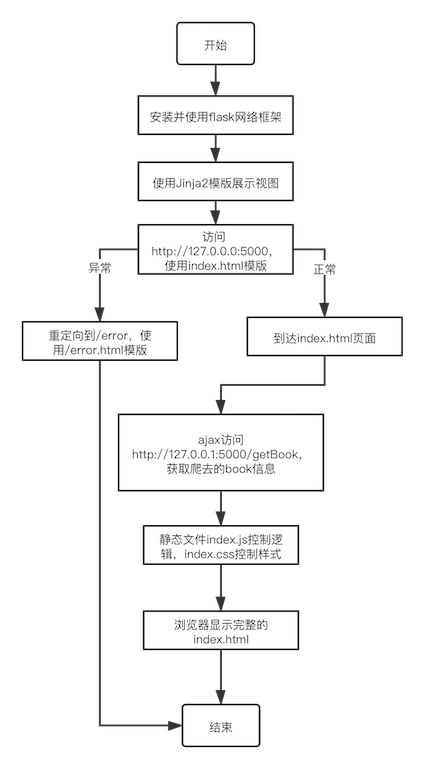 开始
安装并使用flask网络框架
使用Jinja2模版展示视图
访问
http://127.0.0.0:5000，
使用index.html模版
异常
正常
重定向到/error，使
用/error.html模版
到达index.html页面
ajax访问
http://127.0.0.1:5000/getBook，
获取爬去的book信息
静态文件index.js控制逻
辑，index.css控制样式
浏览器显示完整的
index.html
结束